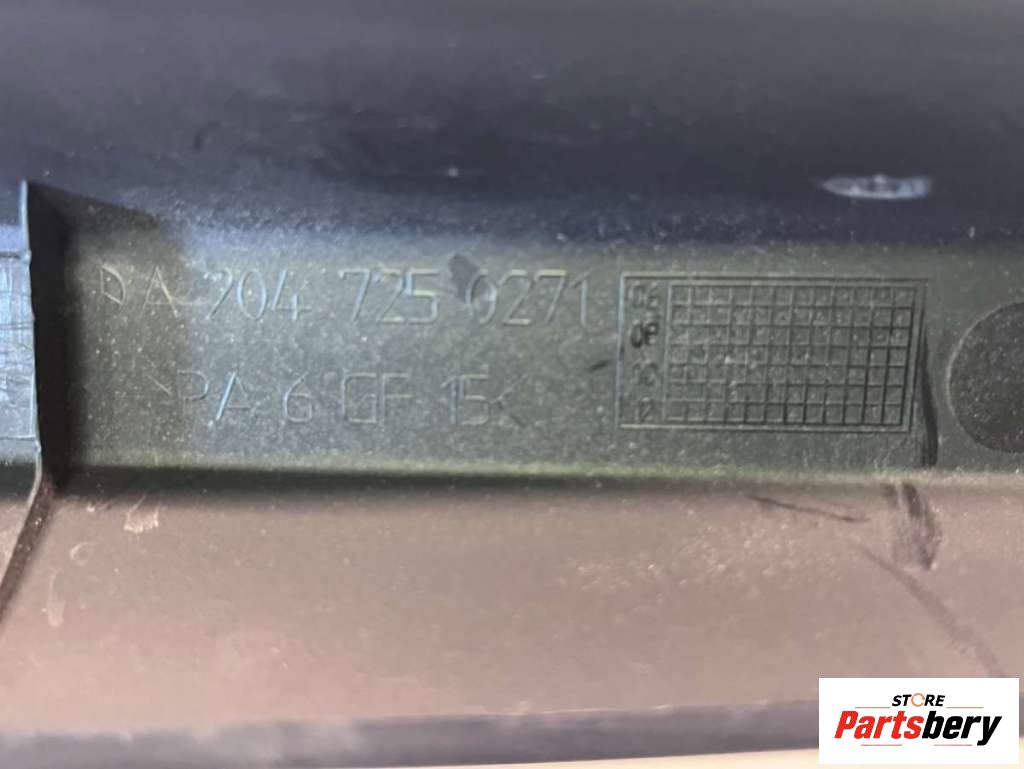 A 204 725 0271
>PA 6 GF 15<
STORE
Partsbery